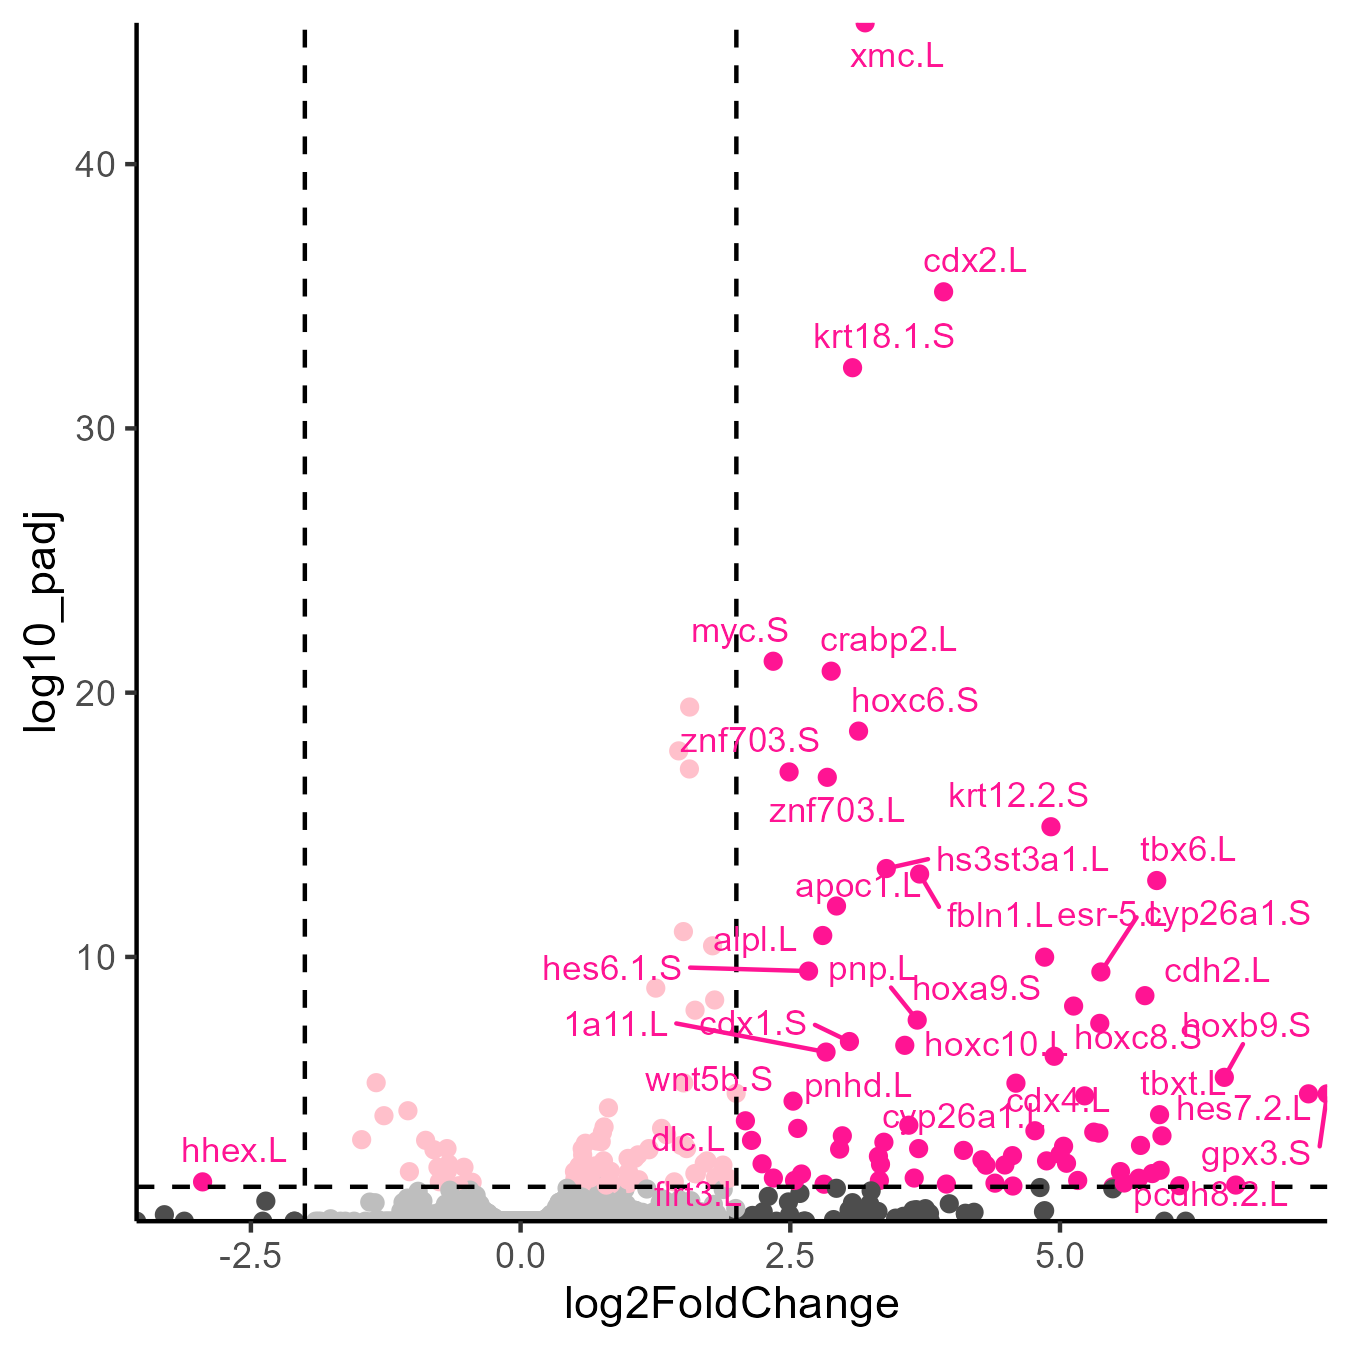 xmc.L
40
cdx2.L
krt18.1.S
30
myc.S
crabp2.L
20
hoxc6.S
znf703.S
krt12.2.S
znf703.L
tbx6.L
hs3st3a1.L
apoc1.L
fbln1.L
esr-5.L
cyp26a1.S
alpl.L
10
hes6.1.S
pnp.L
cdh2.L
hoxa9.S
1a11.L
cdx1.S
hoxb9.S
hoxc10.L
hoxc8.S
wnt5b.S
pnhd.L
tbxt.L
cdx4.L
hes7.2.L
cyp26a1.L
dlc.L
hhex.L
gpx3.S
flrt3.L
pcdh8.2.L
-2.5
0.0
2.5
5.0
log2FoldChange
log10_padj